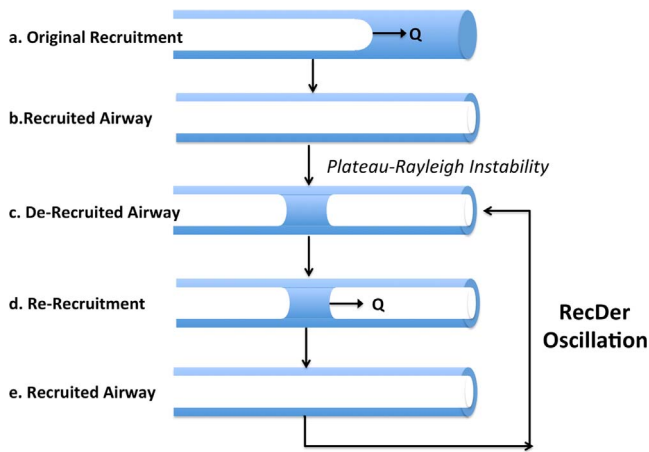 a. Original Recruitment
Q
b.Recruited Airway
Plateau-Rayleigh Instability
c. De-Recruited Airway
d. Re-Recruitment
Q
RecDer
Oscillation
e. Recruited Airway